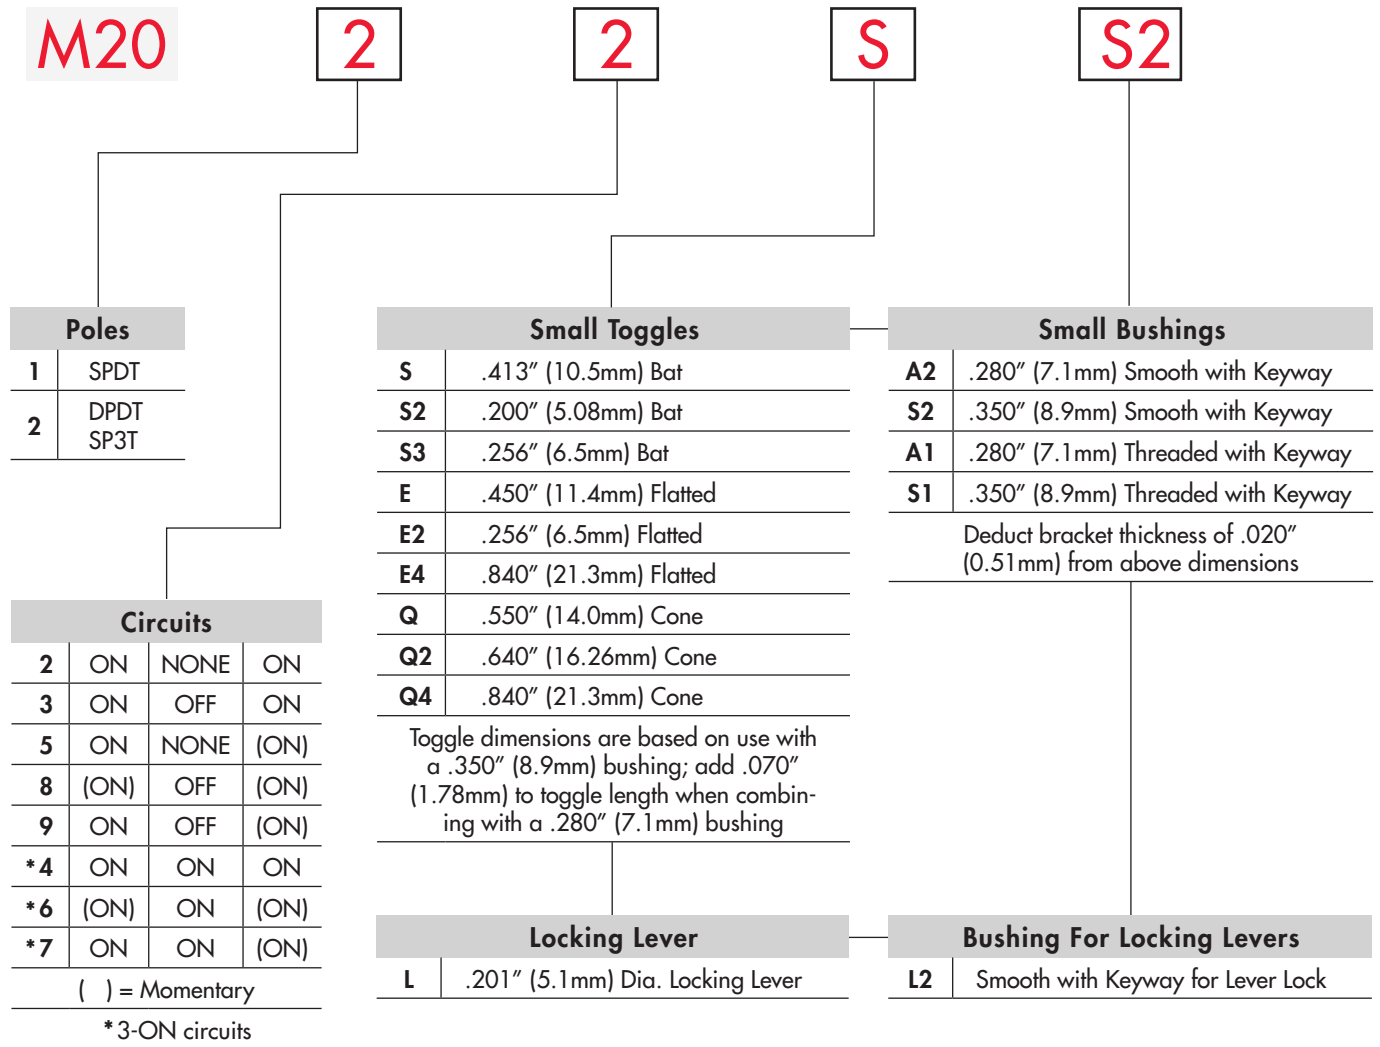 M20 2 2 S S2
Poles
1 SPDT
2 DPDT
SP3T
Circuits
2 ON NONE ON
3 ON OFF ON
5 ON NONE (ON)
8 (ON) OFF (ON)
9 ON OFF (ON)
*4 ON ON ON
*6 (ON) ON (ON)
*7 ON ON (ON)
( ) = Momentary
*3-ON circuits
Small Toggles
S .413" (10.5mm) Bat
S2 .200" (5.08mm) Bat
S3 .256" (6.5mm) Bat
E .450" (11.4mm) Flatted
E2 .256" (6.5mm) Flatted
E4 .840" (21.3mm) Flatted
Q .550" (14.0mm) Cone
Q2 .640" (16.26mm) Cone
Q4 .840" (21.3mm) Cone
Toggle dimensions are based on use with
a .350" (8.9mm) bushing; add .070"
(1.78mm) to toggle length when combin-
ing with a .280" (7.1mm) bushing
Small Bushings
A2 .280" (7.1mm) Smooth with Keyway
S2 .350" (8.9mm) Smooth with Keyway
A1 .280" (7.1mm) Threaded with Keyway
S1 .350" (8.9mm) Threaded with Keyway
Deduct bracket thickness of .020"
(0.51mm) from above dimensions
Locking Lever
L .201" (5.1mm) Dia. Locking Lever
Bushing For Locking Levers
L2 Smooth with Keyway for Lever Lock